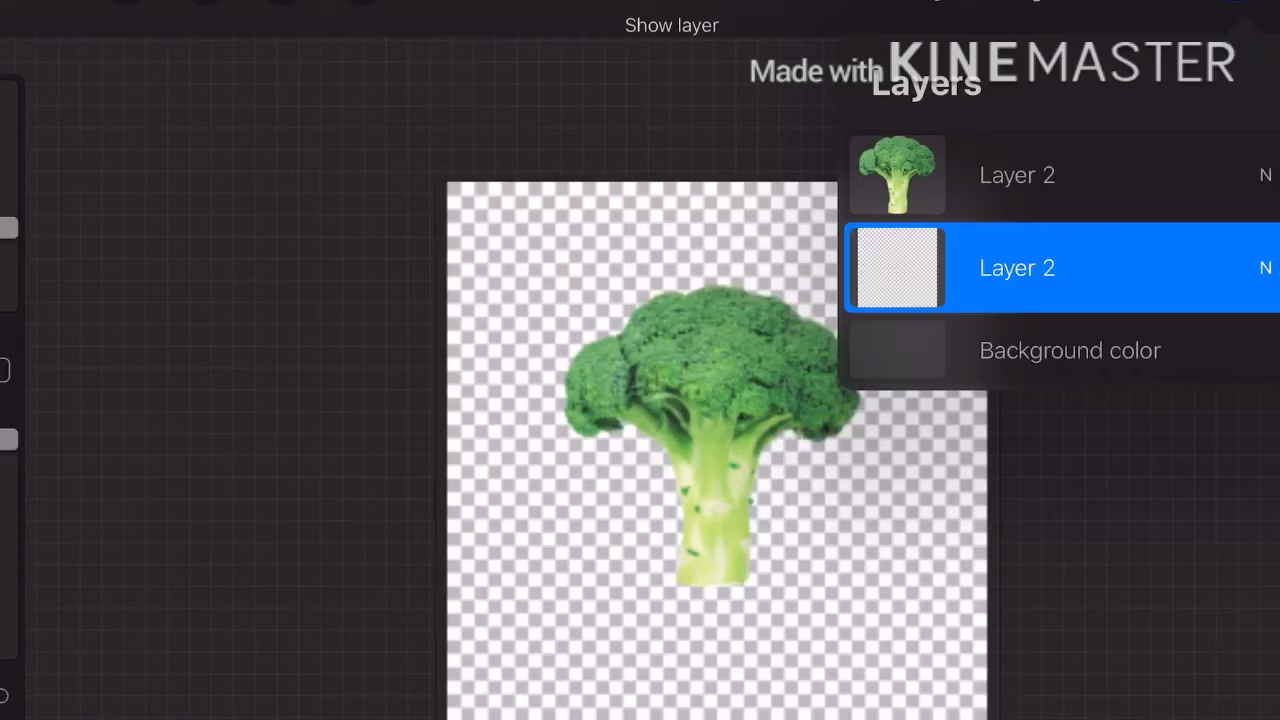 Show layer
Made with KINEMASTER
Layers
Layer 2 N
Layer 2 N
Background color